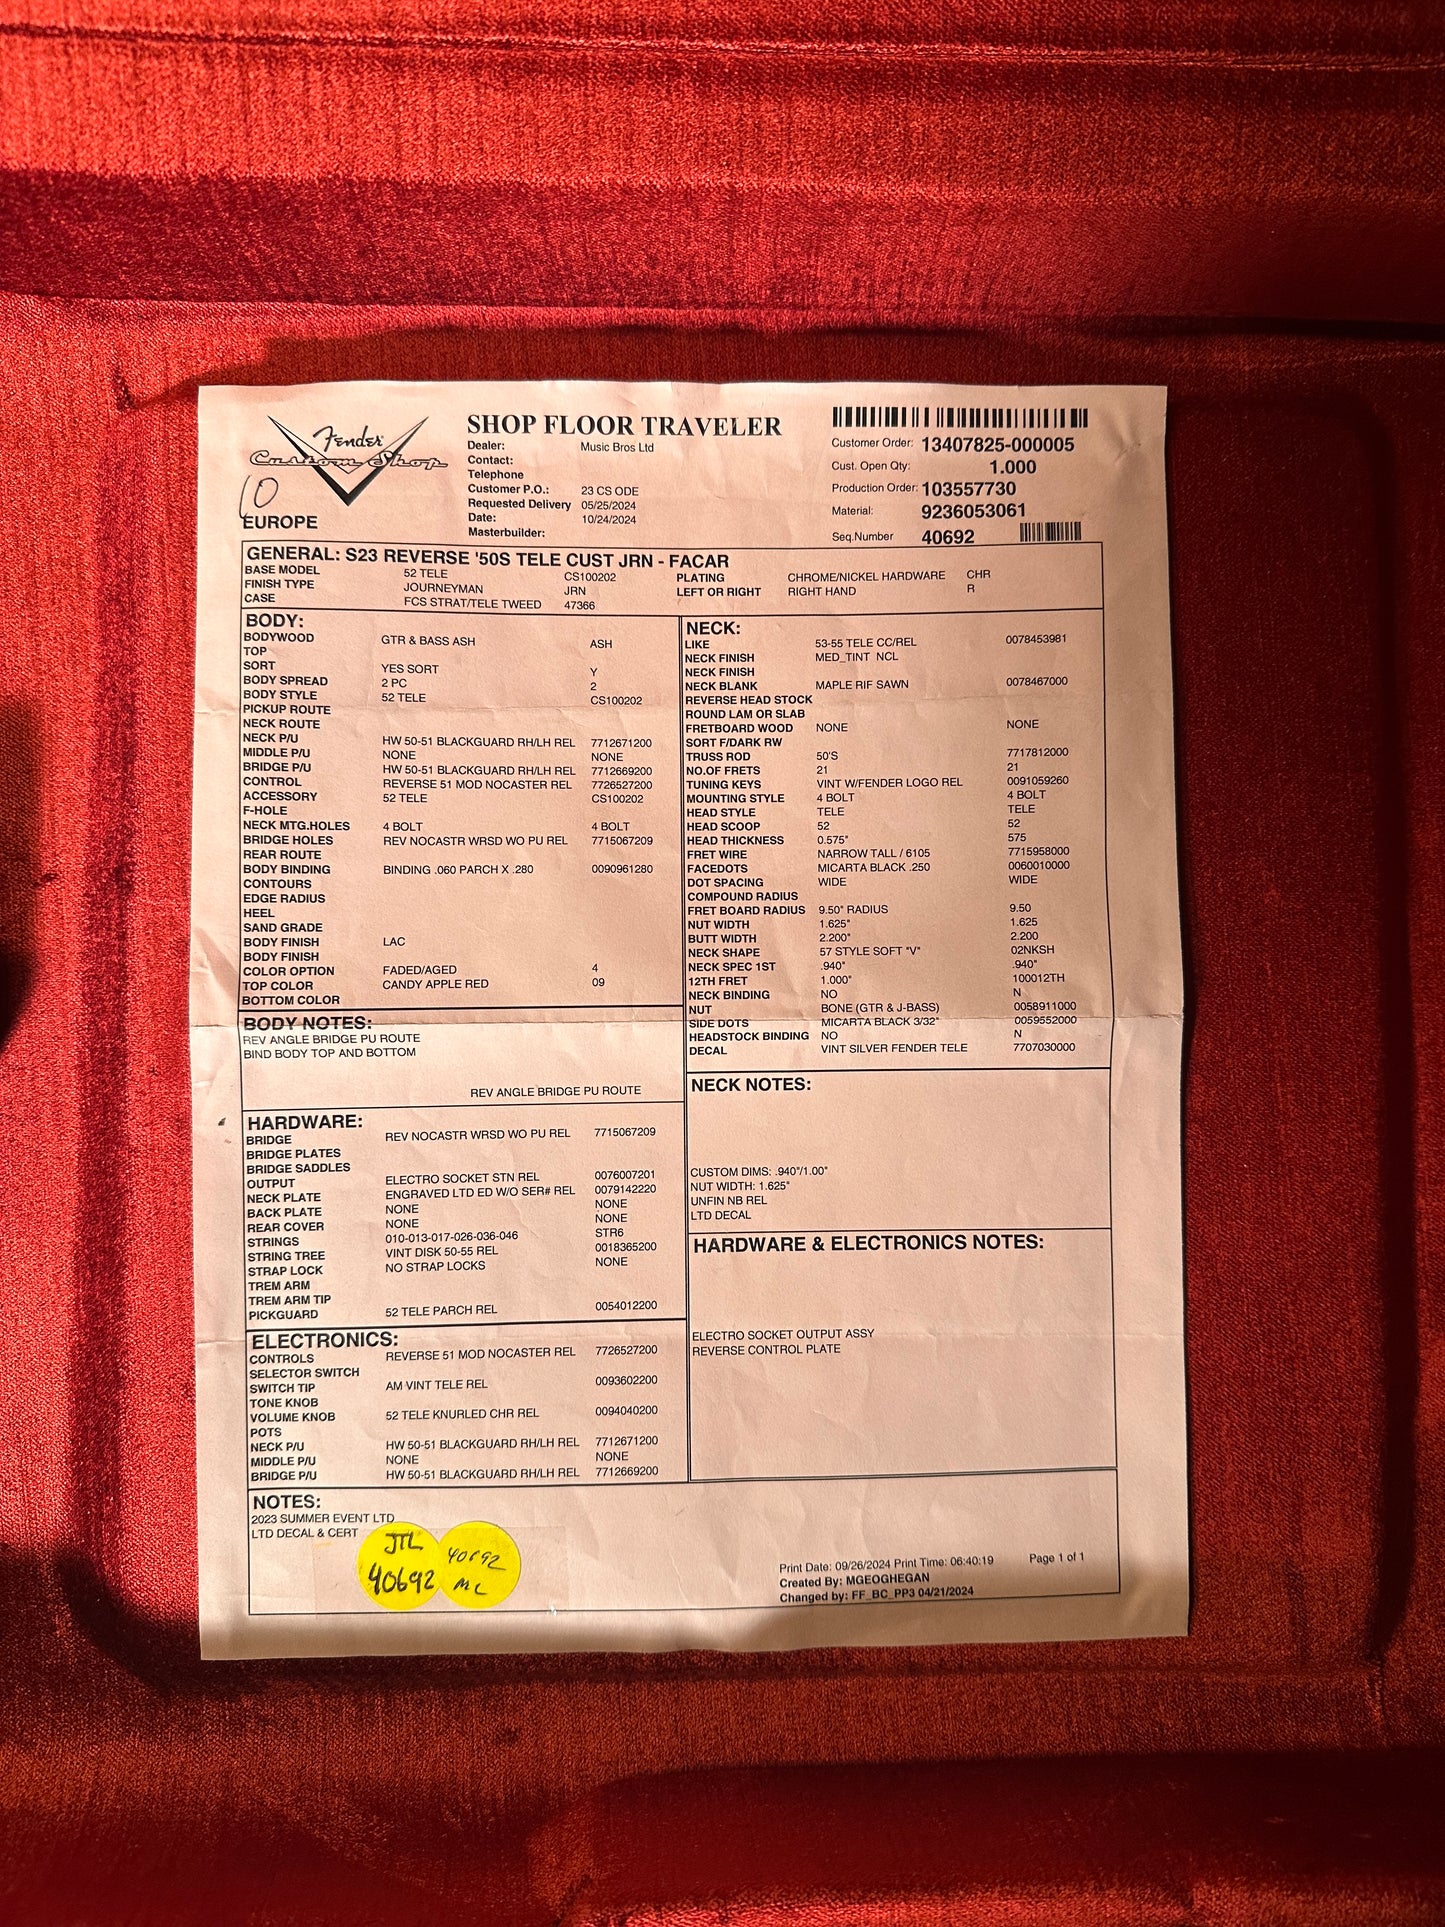 Fender
Custom Shop
10
EUROPE
SHOP FLOOR TRAVELER
Dealer: Music Bros Ltd
Contact:
Telephone
Customer P.O.: 23 CS ODE
Requested Delivery 05/25/2024
Date: 10/24/2024
Masterbuilder:
Customer Order: 13407825-000005
Cust. Open Qty: 1.000
Production Order: 103557730
Material: 9236053061
Seq.Number 40692
GENERAL: S23 REVERSE '50S TELE CUST JRN - FACAR
BASE MODEL 52 TELE CS100202
FINISH TYPE JOURNEYMAN JRN
CASE FCS STRAT/TELE TWEED 47366
PLATING CHROME/NICKEL HARDWARE CHR
LEFT OR RIGHT RIGHT HAND R
BODY:
BODYWOOD GTR & BASS ASH ASH
TOP
SORT YES SORT Y
BODY SPREAD 2 PC 2
BODY STYLE 52 TELE CS100202
PICKUP ROUTE
NECK ROUTE
NECK P/U HW 50-51 BLACKGUARD RH/LH REL 7712671200
MIDDLE P/U NONE NONE
BRIDGE P/U HW 50-51 BLACKGUARD RH/LH REL 7712669200
CONTROL REVERSE 51 MOD NOCASTER REL 7726527200
ACCESSORY 52 TELE CS100202
F-HOLE
NECK MTG.HOLES 4 BOLT 4 BOLT
BRIDGE HOLES REV NOCASTR WRSD WO PU REL 7715067209
REAR ROUTE
BODY BINDING BINDING .060 PARCH X .280 0090961280
CONTOURS
EDGE RADIUS
HEEL
SAND GRADE
BODY FINISH LAC
BODY FINISH
COLOR OPTION FADED/AGED 4
TOP COLOR CANDY APPLE RED 09
BOTTOM COLOR
BODY NOTES:
REV ANGLE BRIDGE PU ROUTE
BIND BODY TOP AND BOTTOM
REV ANGLE BRIDGE PU ROUTE
HARDWARE:
BRIDGE REV NOCASTR WRSD WO PU REL 7715067209
BRIDGE PLATES
BRIDGE SADDLES
OUTPUT ELECTRO SOCKET STN REL 0076007201
NECK PLATE ENGRAVED LTD ED W/O SER# REL 0079142220
BACK PLATE NONE NONE
REAR COVER NONE NONE
STRINGS 010-013-017-026-036-046 STR6
STRING TREE VINT DISK 50-55 REL 0018365200
STRAP LOCK NO STRAP LOCKS NONE
TREM ARM
TREM ARM TIP
PICKGUARD 52 TELE PARCH REL 0054012200
ELECTRONICS:
CONTROLS REVERSE 51 MOD NOCASTER REL 7726527200
SELECTOR SWITCH
SWITCH TIP AM VINT TELE REL 0093602200
TONE KNOB
VOLUME KNOB 52 TELE KNURLED CHR REL 0094040200
POTS
NECK P/U HW 50-51 BLACKGUARD RH/LH REL 7712671200
MIDDLE P/U NONE NONE
BRIDGE P/U HW 50-51 BLACKGUARD RH/LH REL 7712669200
NECK:
LIKE 53-55 TELE CC/REL 0078453981
NECK FINISH MED_TINT NCL
NECK FINISH
NECK BLANK MAPLE RIF SAWN 0078467000
REVERSE HEAD STOCK
ROUND LAM OR SLAB
FRETBOARD WOOD NONE NONE
SORT F/DARK RW
TRUSS ROD 50'S 7717812000
NO.OF FRETS 21 21
TUNING KEYS VINT W/FENDER LOGO REL 0091059260
MOUNTING STYLE 4 BOLT 4 BOLT
HEAD STYLE TELE TELE
HEAD SCOOP 52 52
HEAD THICKNESS 0.575" 575
FRET WIRE NARROW TALL / 6105 7715958000
FACEDOTS MICARTA BLACK .250 0060010000
DOT SPACING WIDE WIDE
COMPOUND RADIUS
FRET BOARD RADIUS 9.50" RADIUS 9.50
NUT WIDTH 1.625" 1.625
BUTT WIDTH 2.200" 2.200
NECK SHAPE 57 STYLE SOFT "V" 02NKSH
NECK SPEC 1ST .940" .940"
12TH FRET 1.000" 100012TH
NECK BINDING NO N
NUT BONE (GTR & J-BASS) 0058911000
SIDE DOTS MICARTA BLACK 3/32" 0059552000
HEADSTOCK BINDING NO N
DECAL VINT SILVER FENDER TELE 7707030000
NECK NOTES:
CUSTOM DIMS: .940"/1.00"
NUT WIDTH: 1.625"
UNFIN NB REL
LTD DECAL
HARDWARE & ELECTRONICS NOTES:
ELECTRO SOCKET OUTPUT ASSY
REVERSE CONTROL PLATE
NOTES:
2023 SUMMER EVENT LTD
LTD DECAL & CERT
JTL
40692
40692
MC
Print Date: 09/26/2024 Print Time: 06:40:19 Page 1 of 1
Created By: MGEOGHEGAN
Changed by: FF_BC_PP3 04/21/2024